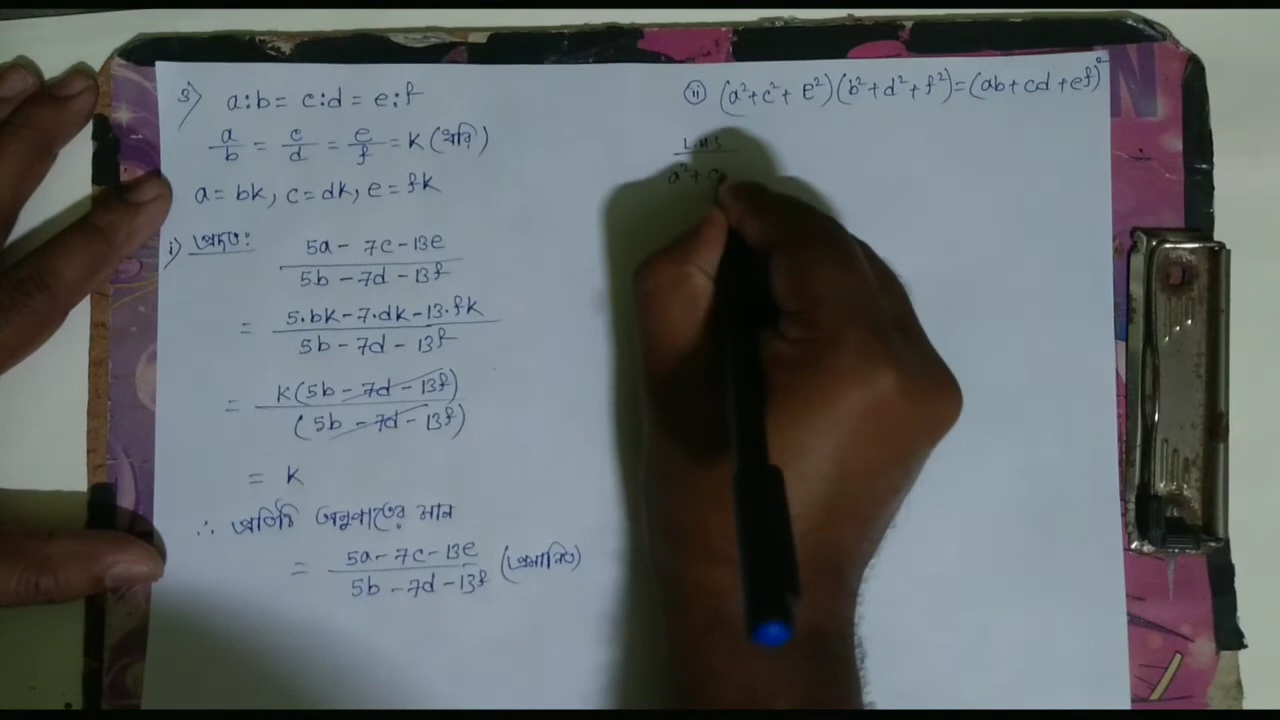 3) a:b = c:d = e:f
a/b = c/d = e/f = K (ধরি)
a = bk, c = dk, e = fk
i) প্রদত্ত:
5a - 7c - 13e
5b - 7d - 13f
= 5.bk - 7.dk - 13.fk
5b - 7d - 13f
= K(5b - 7d - 13f)
(5b - 7d - 13f)
= K
∴ প্রতিটি অনুপাতের মান
= 5a - 7c - 13e (প্রমানিত)
5b - 7d - 13f
ii (a²+c²+e²)(b²+d²+f²)=(ab+cd+ef)²
L.H.S
a²+c